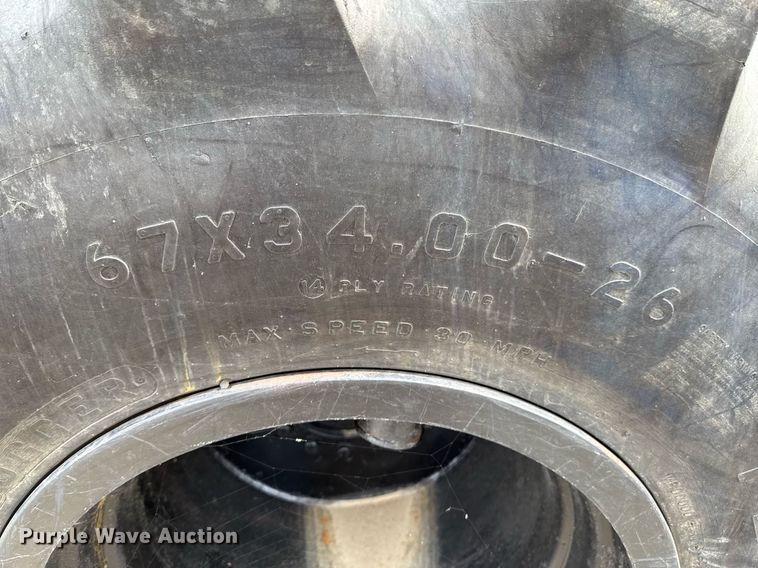 67X34.00-26
14 PLY RATING
MAX SPEED 30 MPH
Purple Wave Auction®